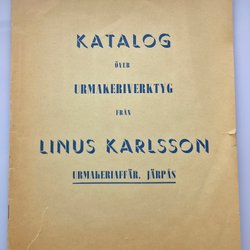 KATALOG
ÖVER
URMAKERIVERKTYG
FRÅN
LINUS KARLSSON
URMAKERIAFFÄR, JÄRPÅS